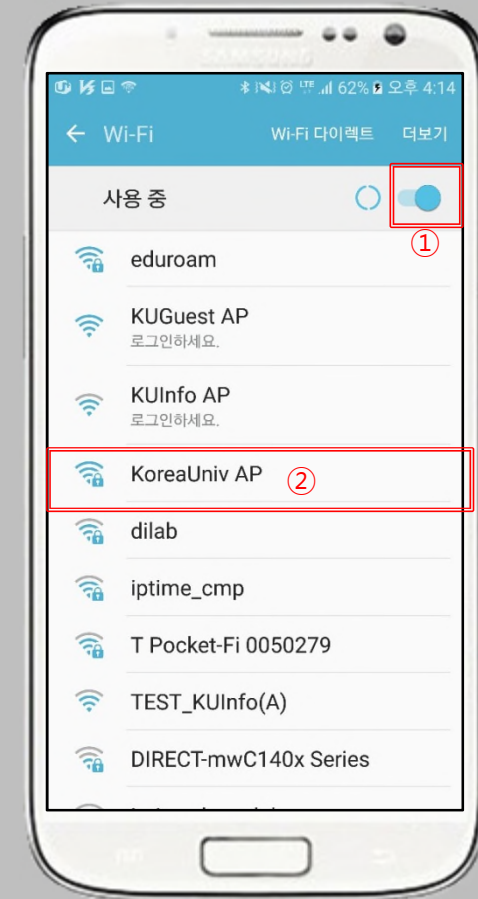 SAMSUNG
LTE 62% 오후 4:14
Wi-Fi Wi-Fi 다이렉트 더보기
사용 중
①
eduroam
KUGuest AP
로그인하세요.
KUInfo AP
로그인하세요.
KoreaUniv AP ②
dilab
iptime_cmp
T Pocket-Fi 0050279
TEST_KUInfo(A)
DIRECT-mwC140x Series